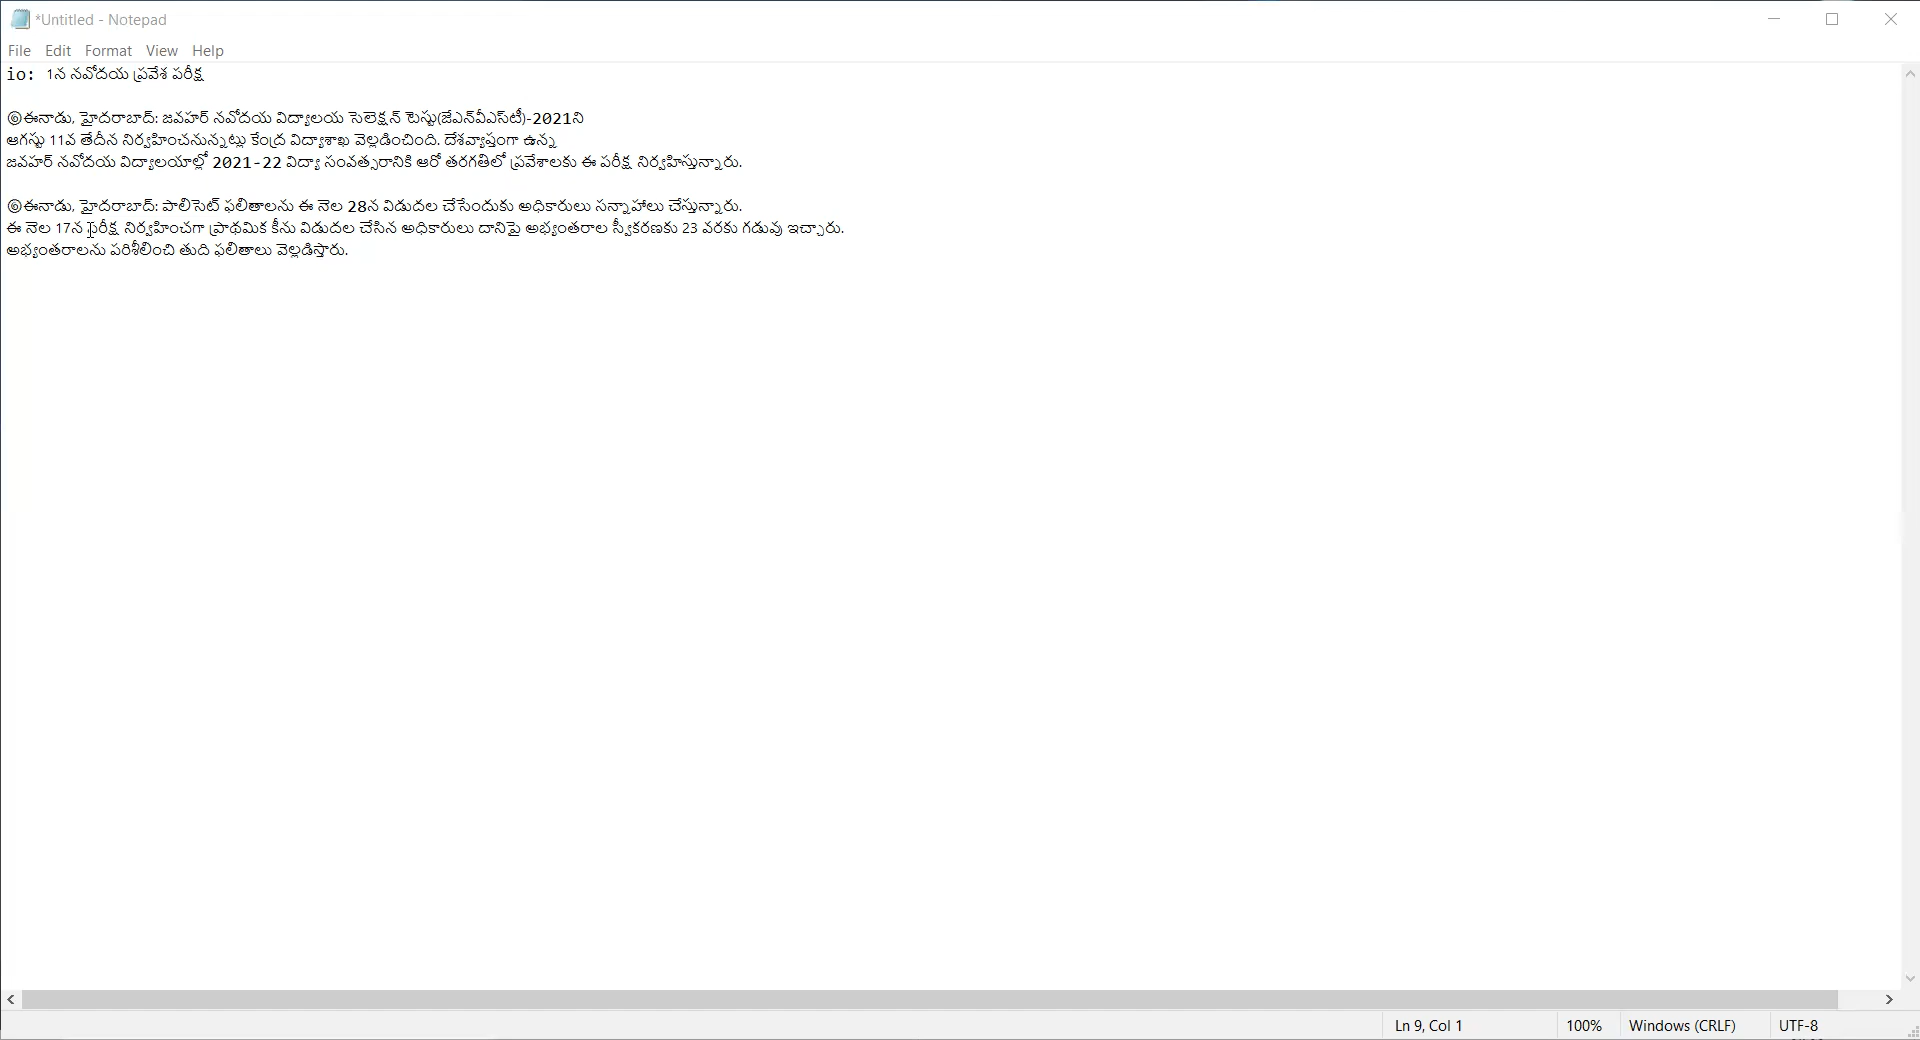 *Untitled - Notepad
File Edit Format View Help
io: 1న నవోదయ ప్రవేశ పరీక్ష
®ఈనాడు, హైదరాబాద్: జవహర్ నవోదయ విద్యాలయ సెలెక్షన్ టెస్టు(జేఎన్‌వీఎస్‌టీ)-2021ని
ఆగస్టు 11వ తేదీన నిర్వహించనున్నట్లు కేంద్ర విద్యాశాఖ వెల్లడించింది. దేశవ్యాప్తంగా ఉన్న
జవహర్ నవోదయ విద్యాలయాల్లో 2021-22 విద్యా సంవత్సరానికి ఆరో తరగతిలో ప్రవేశాలకు ఈ పరీక్ష నిర్వహిస్తున్నారు.
®ఈనాడు, హైదరాబాద్: పాలిసెట్ ఫలితాలను ఈ నెల 28న విడుదల చేసేందుకు అధికారులు సన్నాహాలు చేస్తున్నారు.
ఈ నెల 17న పరీక్ష నిర్వహించగా ప్రాథమిక కీను విడుదల చేసిన అధికారులు దానిపై అభ్యంతరాల స్వీకరణకు 23 వరకు గడువు ఇచ్చారు.
అభ్యంతరాలను పరిశీలించి తుది ఫలితాలు వెల్లడిస్తారు.
Ln 9, Col 1 100% Windows (CRLF) UTF-8